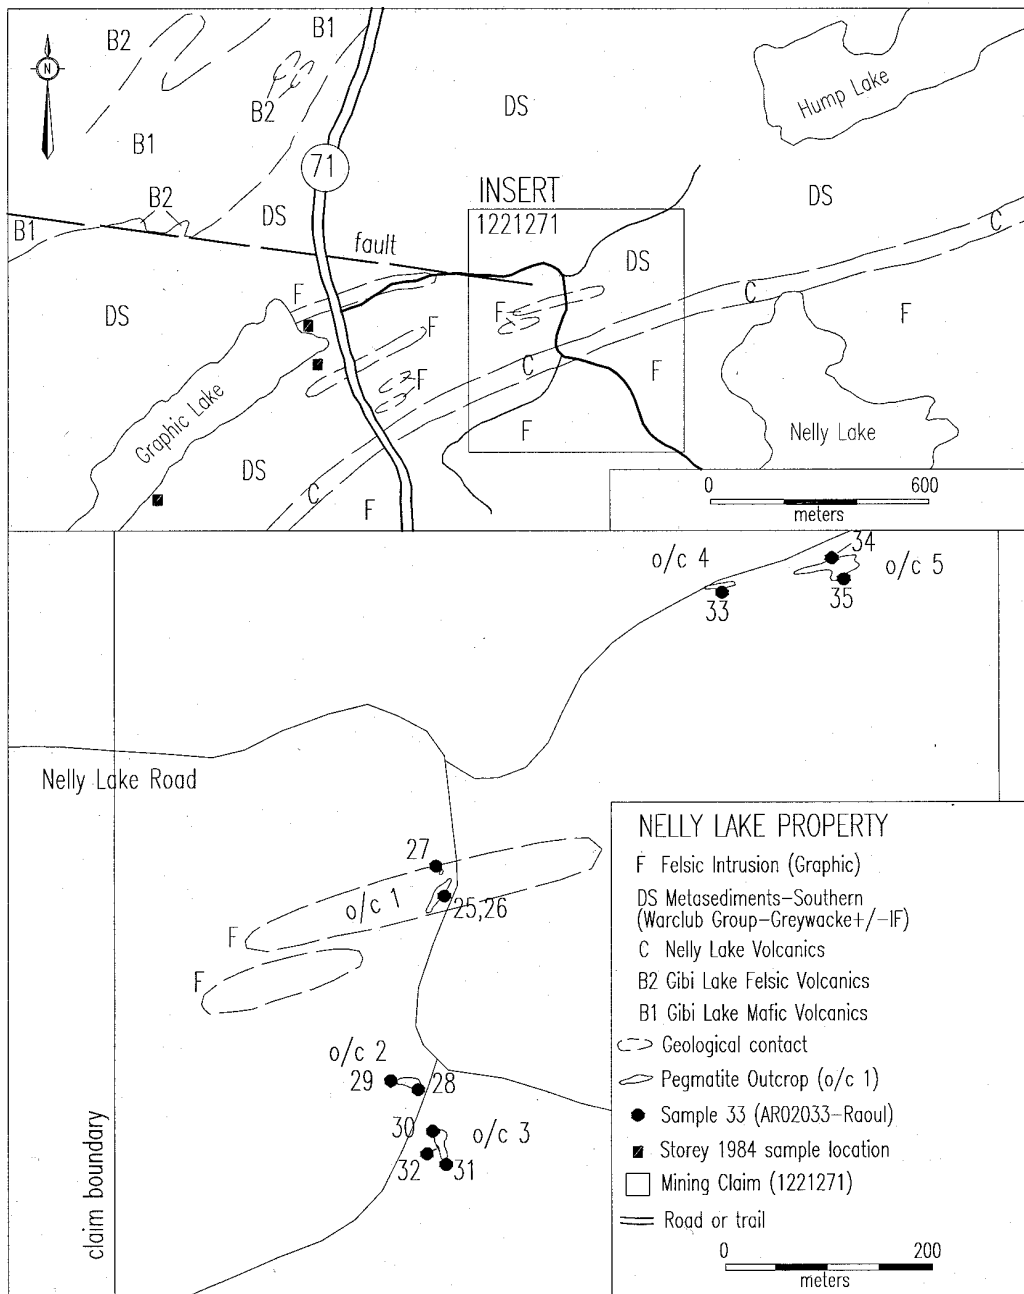 B2
B1
N
B2
DS
Hump Lake
B1
71
B2
INSERT
DS
DS
1221271
B1
fault
C
DS
F
C
DS
F
F
F
F
C
F
Graphic Lake
F
Nelly Lake
DS
C
F
0 600
meters
34
o/c 4
o/c 5
33
35
Nelly Lake Road
27
o/c 1
25,26
F
F
o/c 2
29
28
30
o/c 3
32
31
claim boundary
NELLY LAKE PROPERTY
F Felsic Intrusion (Graphic)
DS Metasediments-Southern
(Warclub Group-Greywacke+/-IF)
C Nelly Lake Volcanics
B2 Gibi Lake Felsic Volcanics
B1 Gibi Lake Mafic Volcanics
Geological contact
Pegmatite Outcrop (o/c 1)
Sample 33 (AR02033-Raoul)
Storey 1984 sample location
Mining Claim (1221271)
Road or trail
0 200
meters